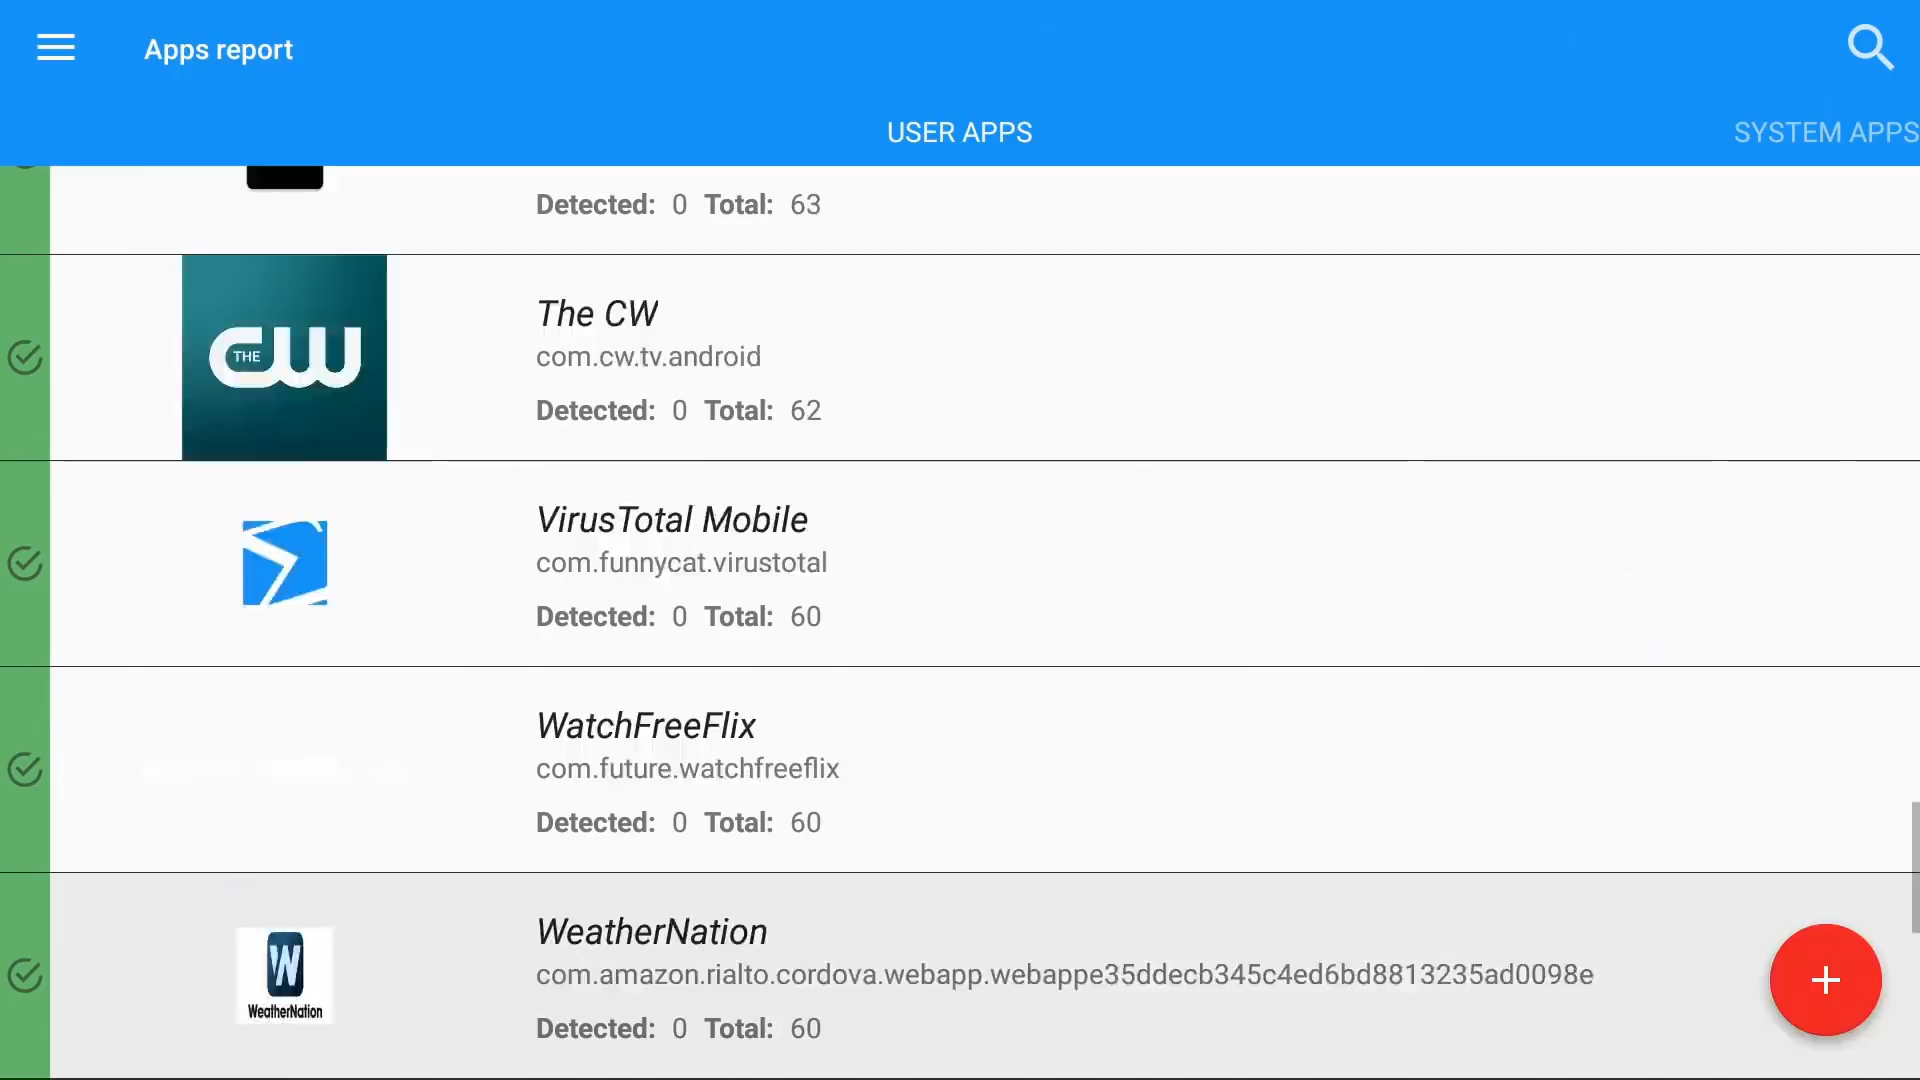 Apps report
USER APPS
SYSTEM APPS
Detected: 0 Total: 63
THE CW
The CW
com.cw.tv.android
Detected: 0 Total: 62
VirusTotal Mobile
com.funnycat.virustotal
Detected: 0 Total: 60
WatchFreeFlix
com.future.watchfreeflix
Detected: 0 Total: 60
W
WeatherNation
WeatherNation
com.amazon.rialto.cordova.webapp.webappe35ddecb345c4ed6bd8813235ad0098e
Detected: 0 Total: 60